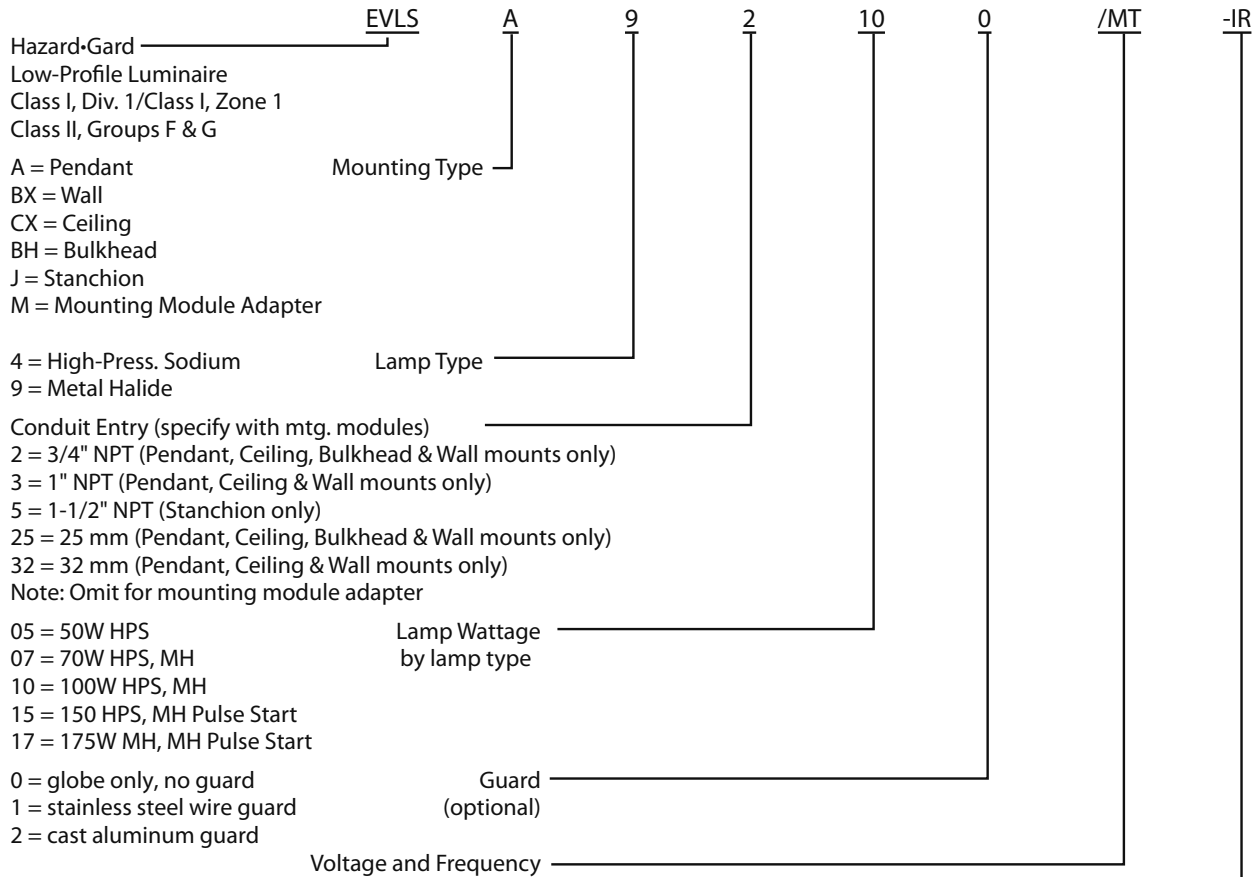 EVLS A 9 2 10 0 /MT -IR
Hazard•Gard
Low-Profile Luminaire
Class I, Div. 1/Class I, Zone 1
Class II, Groups F & G
A = Pendant Mounting Type
BX = Wall
CX = Ceiling
BH = Bulkhead
J = Stanchion
M = Mounting Module Adapter
4 = High-Press. Sodium Lamp Type
9 = Metal Halide
Conduit Entry (specify with mtg. modules)
2 = 3/4" NPT (Pendant, Ceiling, Bulkhead & Wall mounts only)
3 = 1" NPT (Pendant, Ceiling & Wall mounts only)
5 = 1-1/2" NPT (Stanchion only)
25 = 25 mm (Pendant, Ceiling, Bulkhead & Wall mounts only)
32 = 32 mm (Pendant, Ceiling & Wall mounts only)
Note: Omit for mounting module adapter
05 = 50W HPS Lamp Wattage
07 = 70W HPS, MH by lamp type
10 = 100W HPS, MH
15 = 150 HPS, MH Pulse Start
17 = 175W MH, MH Pulse Start
0 = globe only, no guard Guard
1 = stainless steel wire guard (optional)
2 = cast aluminum guard
Voltage and Frequency